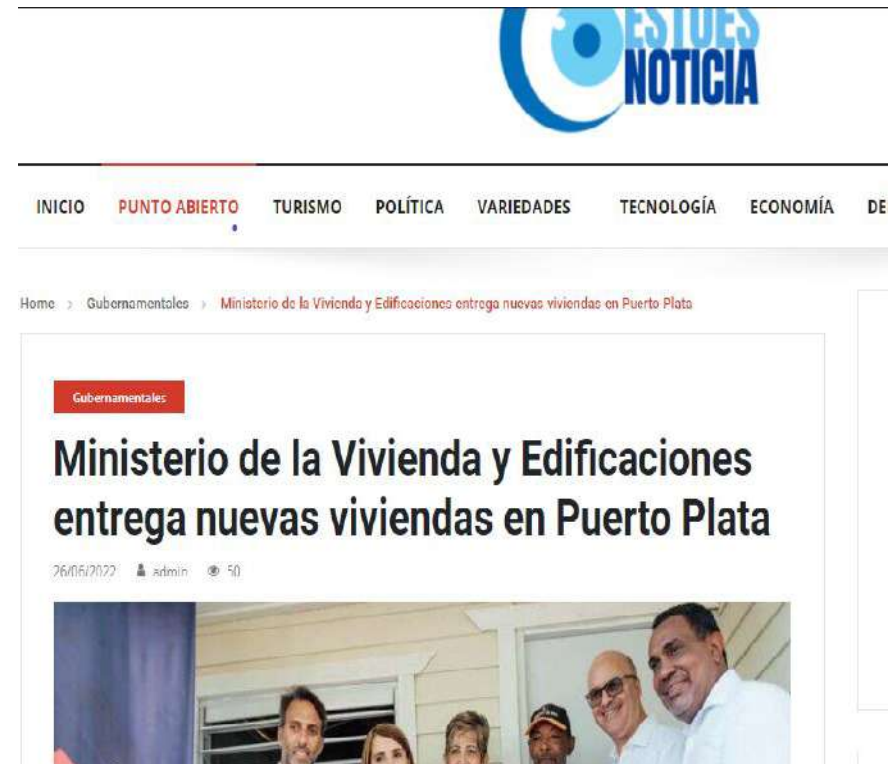 ESTOES
NOTICIA
INICIO PUNTO ABIERTO TURISMO POLÍTICA VARIEDADES TECNOLOGÍA ECONOMÍA DE
Home > Gubernamentales > Ministerio de la Vivienda y Edificaciones entrega nuevas viviendas en Puerto Plata
Gubernamentales
Ministerio de la Vivienda y Edificaciones
entrega nuevas viviendas en Puerto Plata
26/06/2022 admin 50